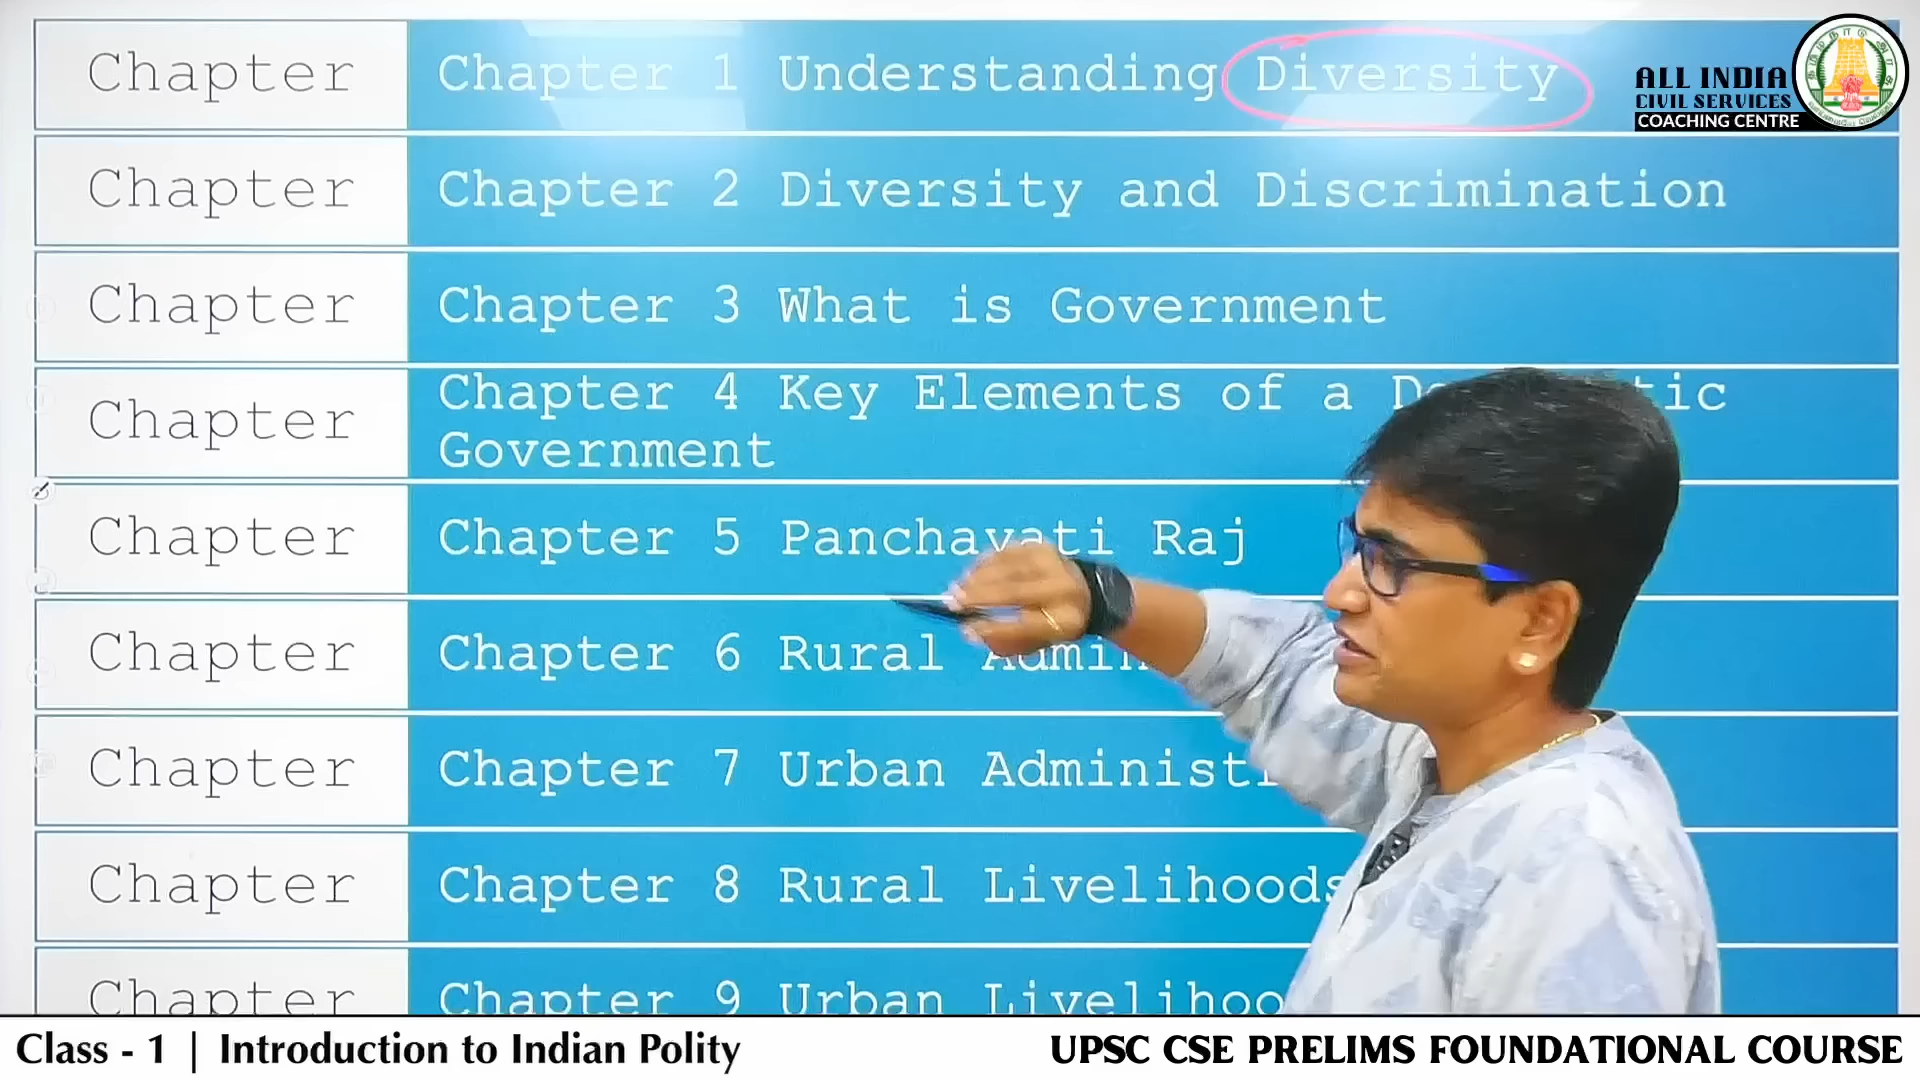 Chapter
Chapter 1 Understanding Diversity
ALL INDIA
CIVIL SERVICES
COACHING CENTRE
Chapter
Chapter 2 Diversity and Discrimination
Chapter
Chapter 3 What is Government
Chapter
Chapter 4 Key Elements of a
Government
Chapter
Chapter 5 Panchayati Raj
Chapter
Chapter 6 Rural
Chapter
Chapter 7 Urban
Chapter
Chapter 8 Rural Livelihoods
Chapter
Chapter 9 Urban
Class - 1 | Introduction to Indian Polity
UPSC CSE PRELIMS FOUNDATIONAL COURSE